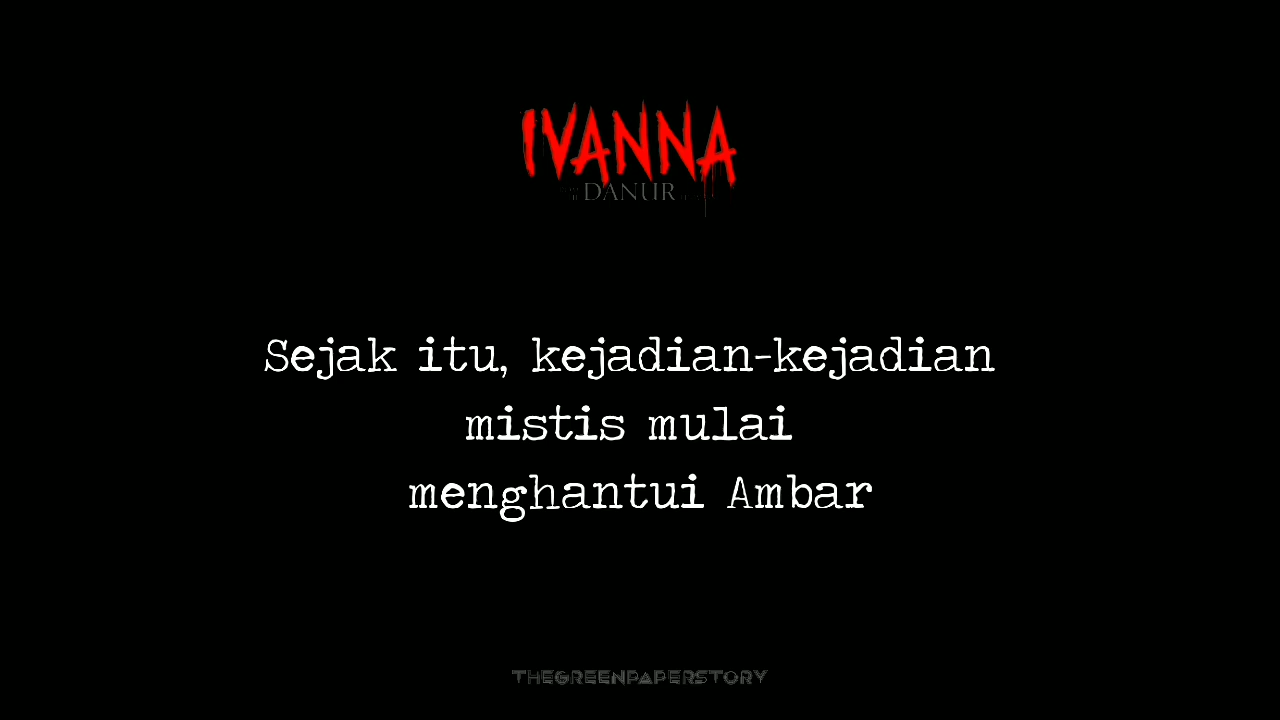 IVANNA
DANUR
Sejak itu, kejadian-kejadian
mistis mulai
menghantui Ambar
THEGREENPAPERSTORY